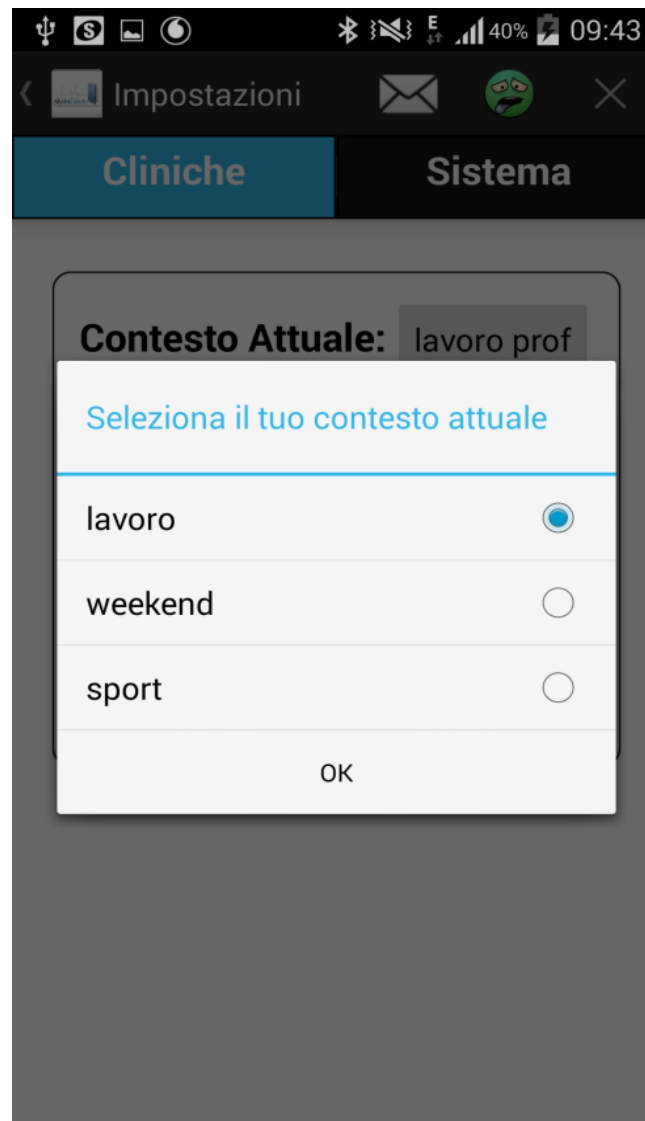 E 40% 09:43
Impostazioni
Cliniche Sistema
Contesto Attuale: lavoro prof
Seleziona il tuo contesto attuale
lavoro
weekend
sport
OK